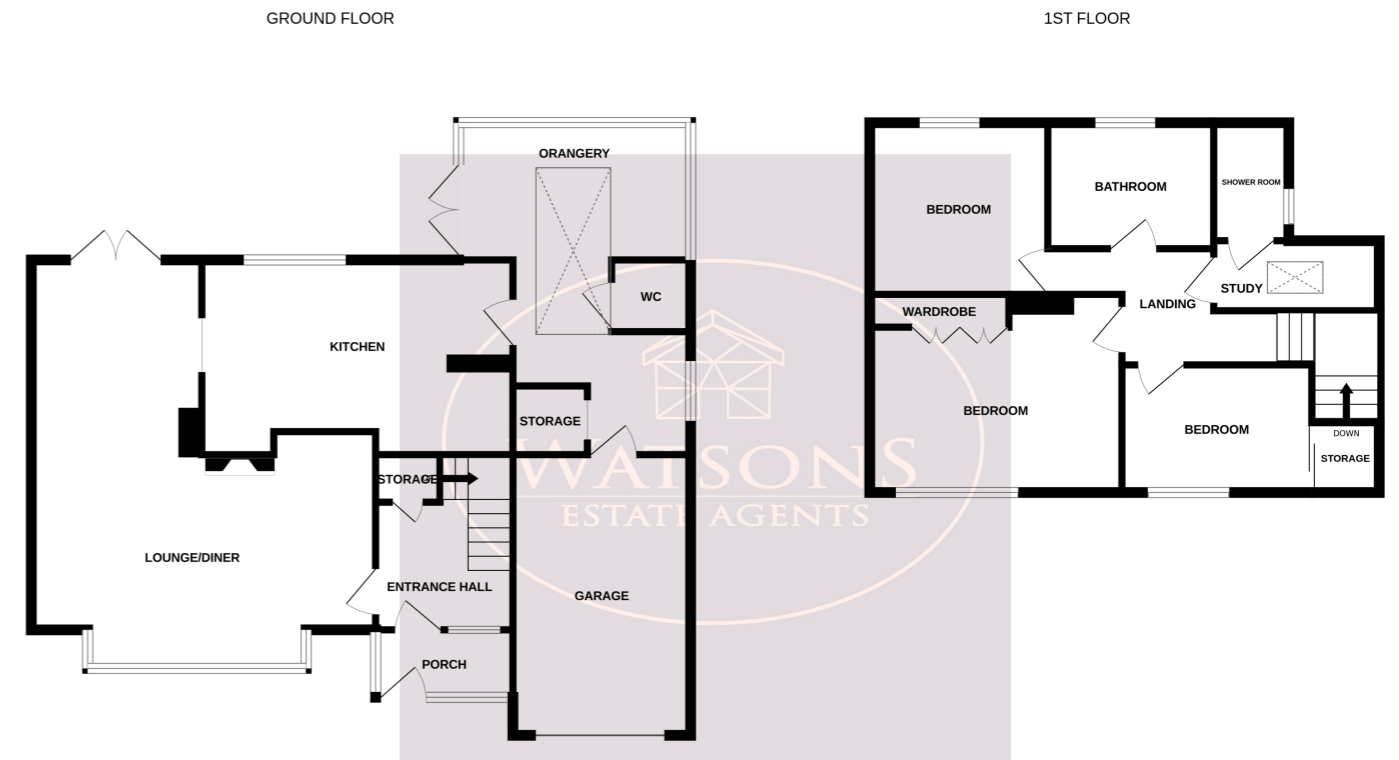 GROUND FLOOR
1ST FLOOR
ORANGERY
WC
KITCHEN
STORAGE
STORAGE
LOUNGE/DINER
ENTRANCE HALL
GARAGE
PORCH
BEDROOM
BATHROOM
SHOWER ROOM
STUDY
LANDING
WARDROBE
BEDROOM
BEDROOM
DOWN
STORAGE
WATSONS
ESTATE AGENTS